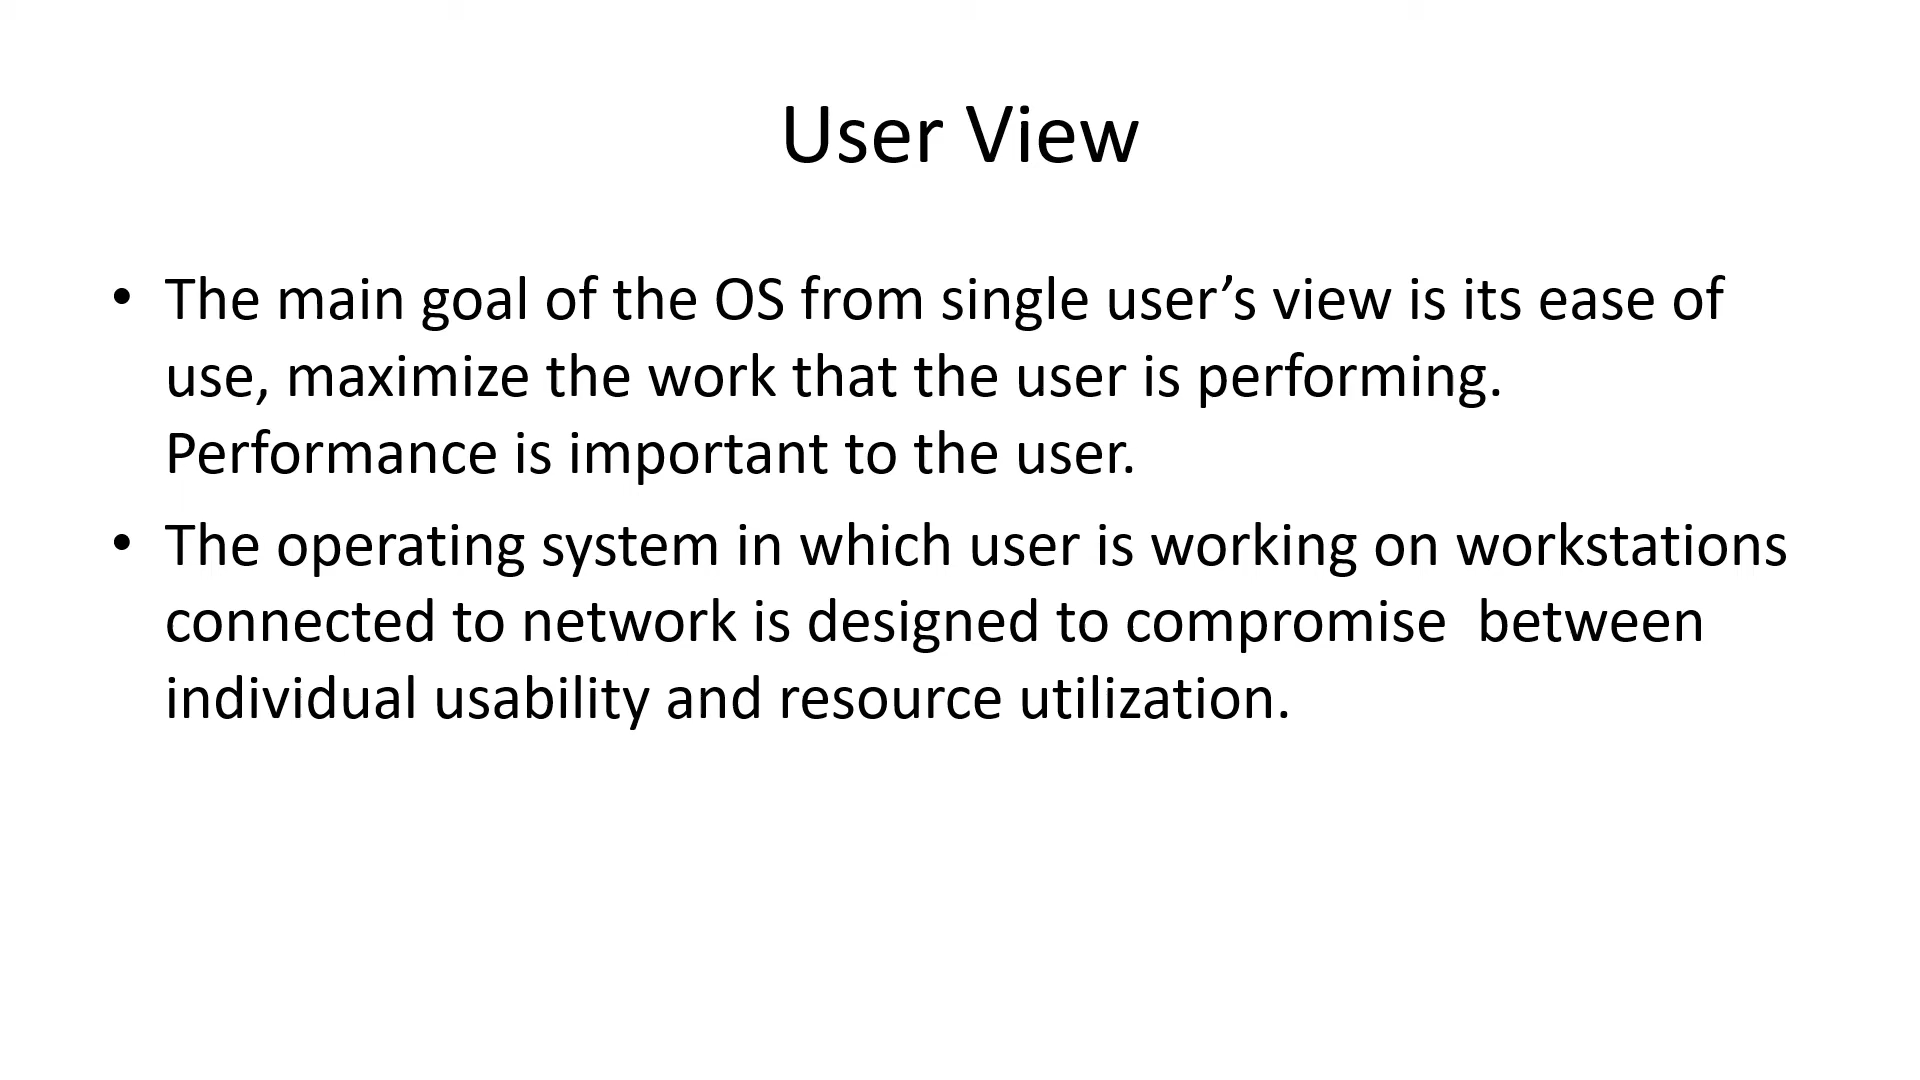 User View
• The main goal of the OS from single user’s view is its ease of
use, maximize the work that the user is performing.
Performance is important to the user.
• The operating system in which user is working on workstations
connected to network is designed to compromise  between
individual usability and resource utilization.